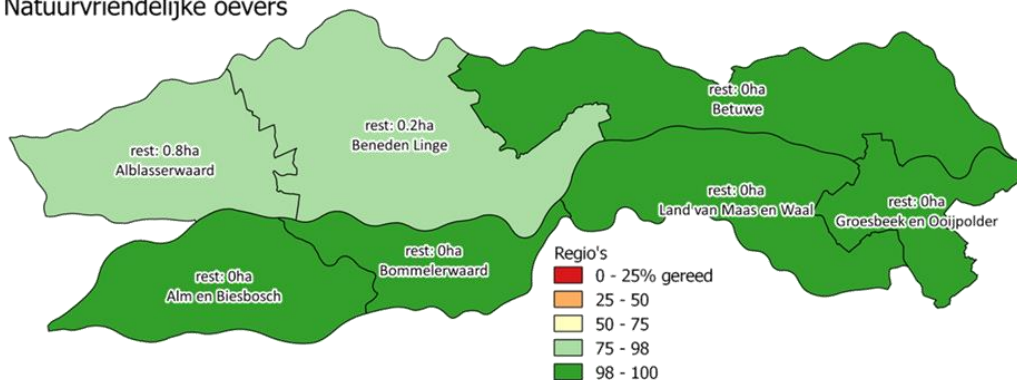 Natuurvriendelijke oevers
rest: 0ha
Betuwe
rest: 0.2ha
Beneden Linge
rest: 0.8ha
Alblasserwaard
rest: 0ha
Land van Maas en Waal
rest: 0ha
Groesbeek en Ooijpolder
rest: 0ha
Bommelerwaard
rest: 0ha
Alm en Biesbosch
Regio's
0 - 25% gereed
25 - 50
50 - 75
75 - 98
98 - 100